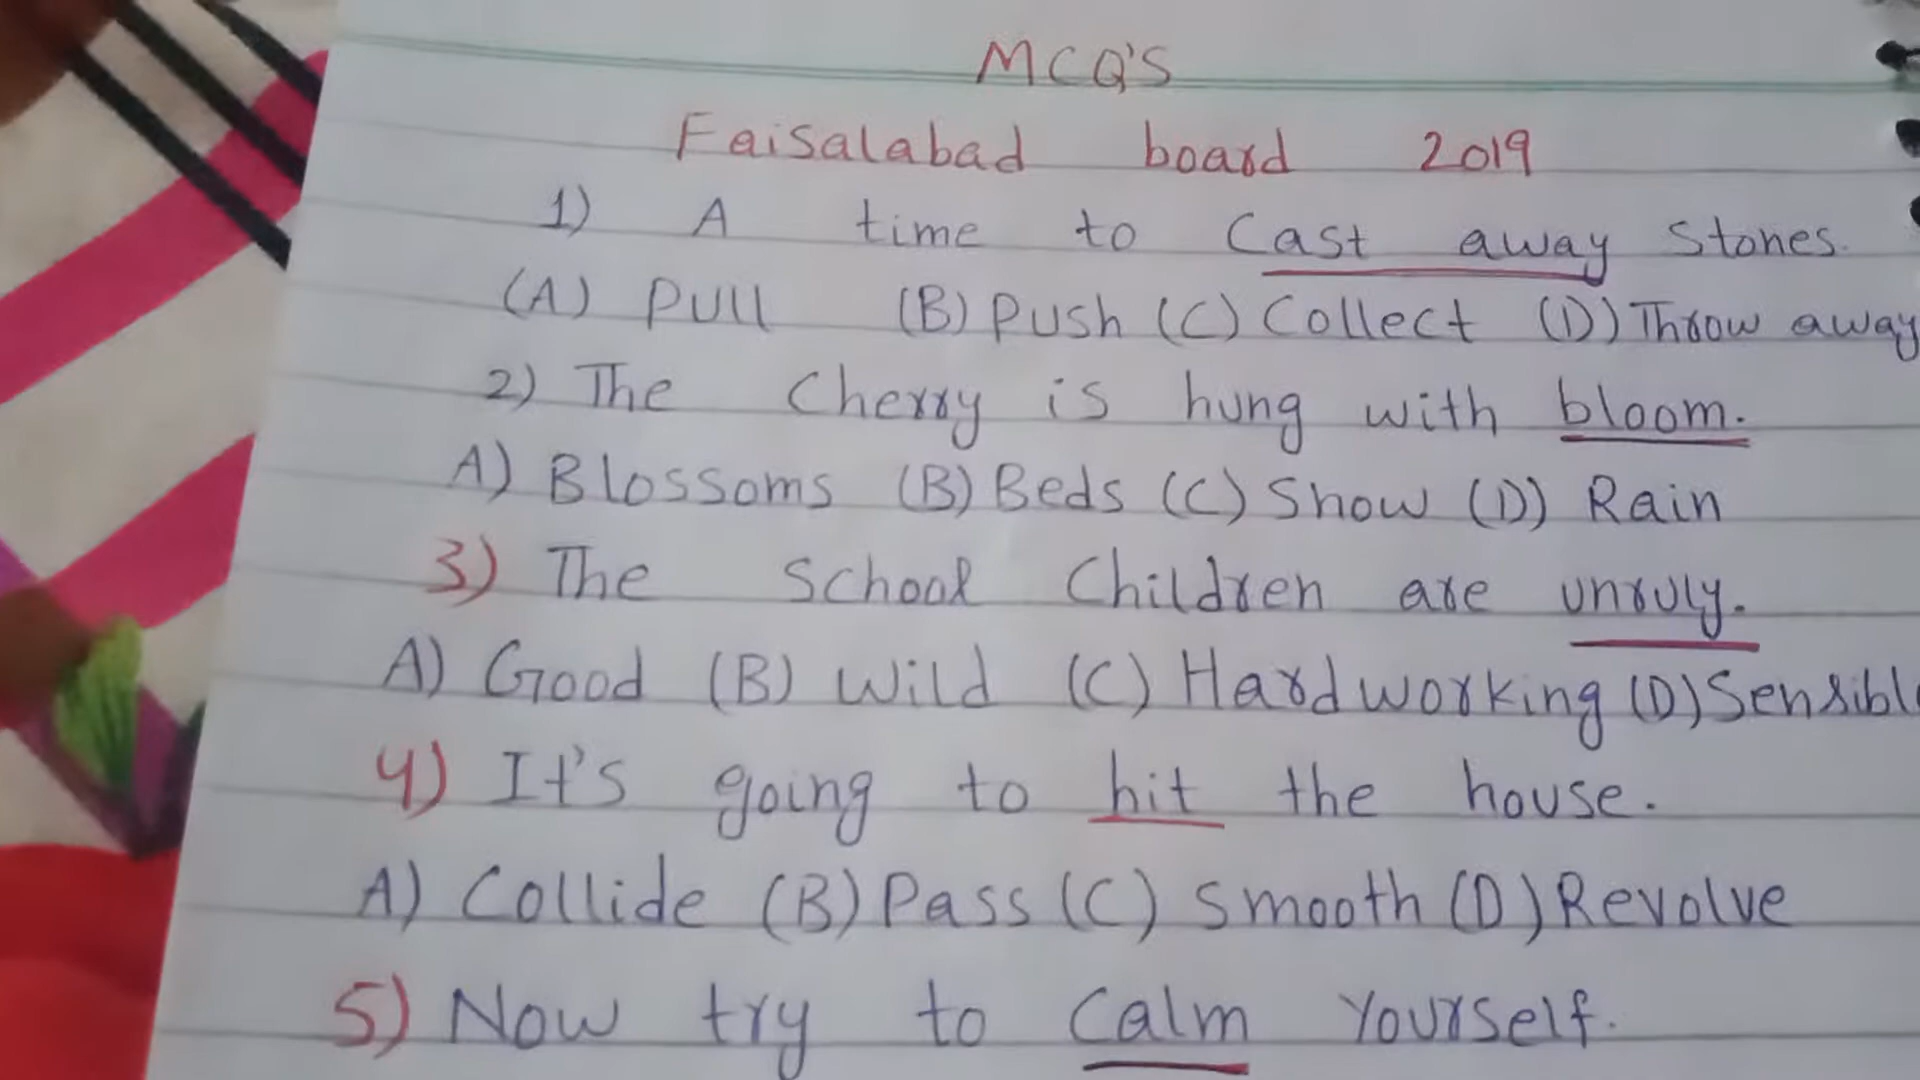 MCQ'S
Faisalabad board 2019
1) A time to Cast away Stones.
(A) PUll (B) Push (C) Collect (D) Throw away
2) The Cherry is hung with bloom.
A) Blossoms (B) Beds (C) Snow (D) Rain
3) The School Children are unruly.
A) Good (B) Wild (C) Hardworking (D) Sensible
4) It's going to hit the house.
A) Collide (B) Pass (C) Smooth (D) Revolve
5) Now try to Calm Yourself.